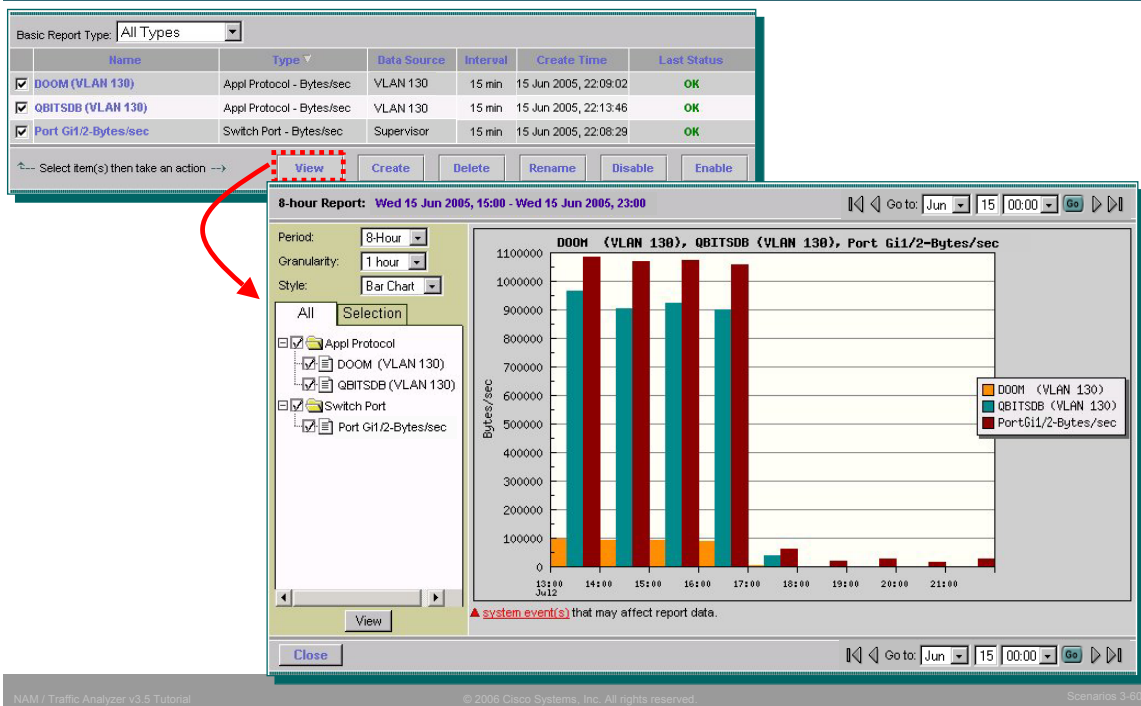 Basic Report Type: All Types
Name Type Data Source Interval Create Time Last Status
DOOM (VLAN 130) Appl Protocol - Bytes/sec VLAN 130 15 min 15 Jun 2005, 22:09:02 OK
QBITSDB (VLAN 130) Appl Protocol - Bytes/sec VLAN 130 15 min 15 Jun 2005, 22:13:46 OK
Port Gi1/2-Bytes/sec Switch Port - Bytes/sec Supervisor 15 min 15 Jun 2005, 22:08:29 OK
Select item(s) then take an action --> View Create Delete Rename Disable Enable
8-hour Report: Wed 15 Jun 2005, 15:00 - Wed 15 Jun 2005, 23:00 Go to: Jun 15 00:00 Go
Period: 8-Hour
Granularity: 1 hour
Style: Bar Chart
All Selection
Appl Protocol
DOOM (VLAN 130)
QBITSDB (VLAN 130)
Switch Port
Port Gi1/2-Bytes/sec
View
DOOM (VLAN 130), QBITSDB (VLAN 130), Port Gi1/2-Bytes/sec
1100000
1000000
900000
800000
700000
600000
500000
400000
300000
200000
100000
0
Bytes/sec
13:00 14:00 15:00 16:00 17:00 18:00 19:00 20:00 21:00
Jul2
DOOM (VLAN 130)
QBITSDB (VLAN 130)
PortGi1/2-Bytes/sec
system event(s) that may affect report data.
Close Go to: Jun 15 00:00 Go
NAM / Traffic Analyzer v3.5 Tutorial © 2006 Cisco Systems, Inc. All rights reserved. Scenarios 3-60